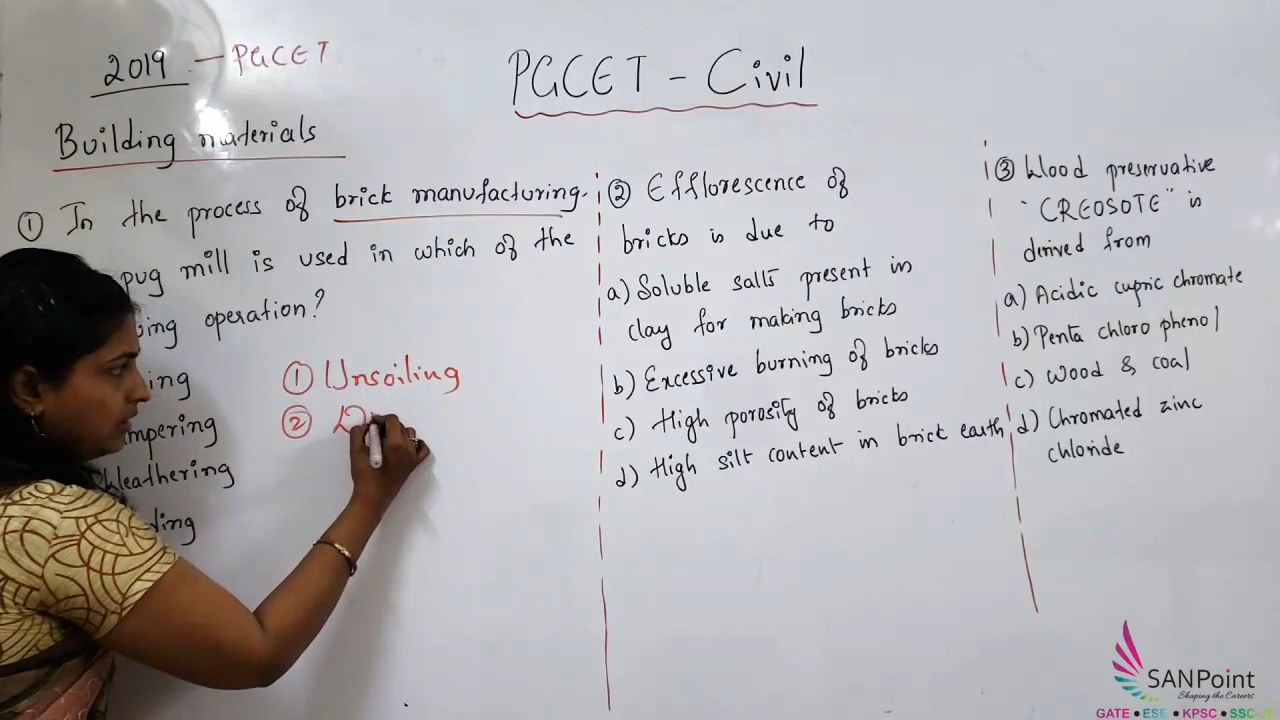 2019 - PGCET
PGCET - Civil
Building materials
① In the process of brick manufacturing.
pug mill is used in which of the
wing operation?
ing
mpering
hleathering
ding
① Unsoiling
②
② Efflorescence of
bricks is due to
a) Soluble salts present in
clay for making bricks
b) Excessive burning of bricks
c) High porosity of bricks
d) High silt content in brick earth
③ Wood preservative
"CREOSOTE" is
derived from
a) Acidic cupric chromate
b) Penta chloro phenol
c) Wood & coal
d) Chromated zinc
chloride
SANPoint
Shaping the Careers
GATE • ESE • KPSC • SSC-JE